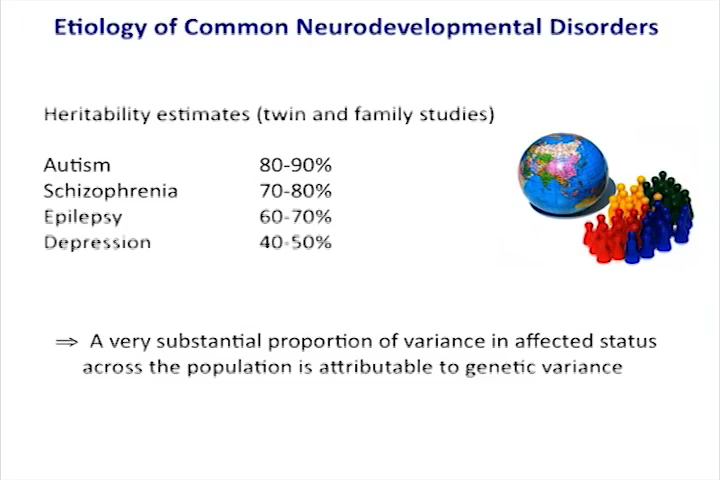 Etiology of Common Neurodevelopmental Disorders
Heritability estimates (twin and family studies)
Autism 80-90%
Schizophrenia 70-80%
Epilepsy 60-70%
Depression 40-50%
⇒ A very substantial proportion of variance in affected status
across the population is attributable to genetic variance